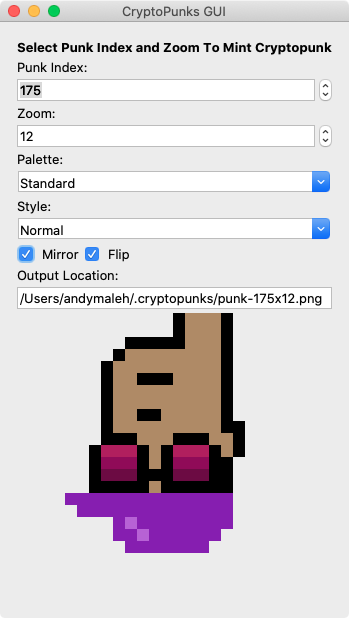 CryptoPunks GUI
Select Punk Index and Zoom To Mint Cryptopunk
Punk Index:
175
Zoom:
12
Palette:
Standard
Style:
Normal
Mirror Flip
Output Location:
/Users/andymaleh/.cryptopunks/punk-175x12.png